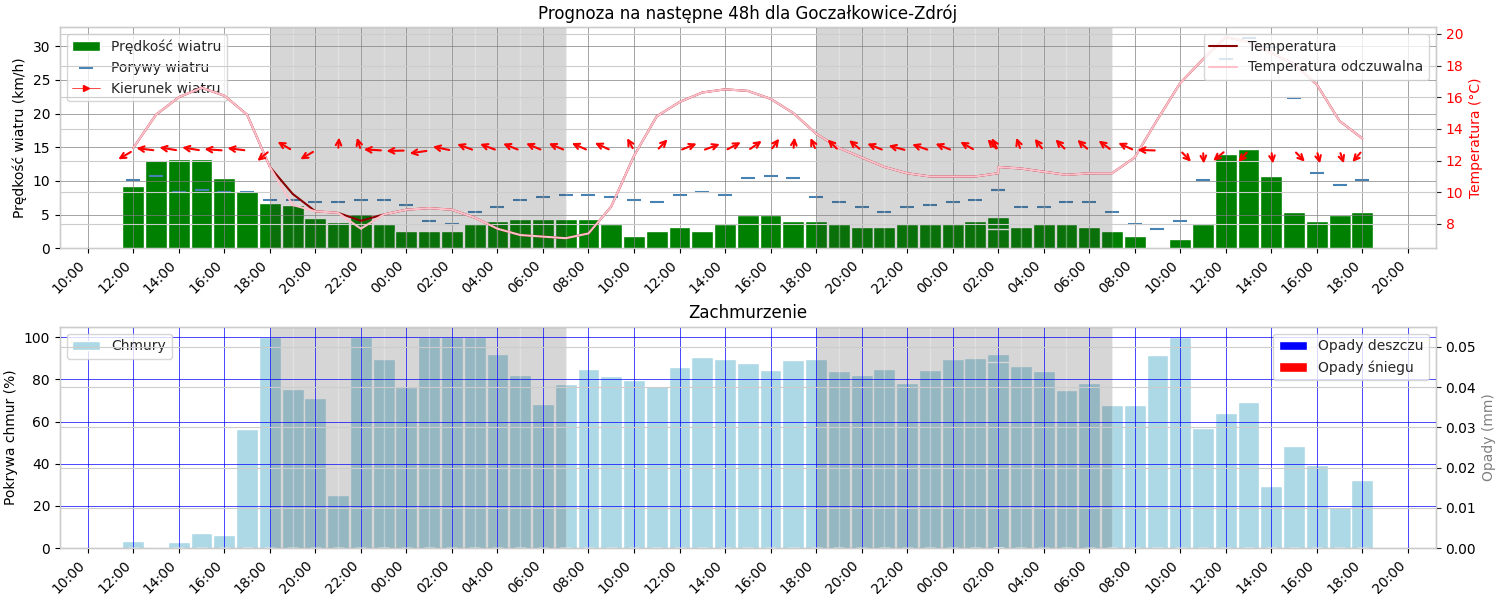 Prognoza na następne 48h dla Goczałkowice-Zdrój
Prędkość wiatru (km/h)
30
25
20
15
10
5
0
Prędkość wiatru
Porywy wiatru
Kierunek wiatru
Temperatura
Temperatura odczuwalna
20
18
16
14
12
10
8
Temperatura (°C)
10:00 12:00 14:00 16:00 18:00 20:00 22:00 00:00 02:00 04:00 06:00 08:00 10:00 12:00 14:00 16:00 18:00 20:00 22:00 00:00 02:00 04:00 06:00 08:00 10:00 12:00 14:00 16:00 18:00 20:00
Zachmurzenie
Pokrywa chmur (%)
100
80
60
40
20
0
Chmury
Opady deszczu
Opady śniegu
0.05
0.04
0.03
0.02
0.01
0.00
Opady (mm)
10:00 12:00 14:00 16:00 18:00 20:00 22:00 00:00 02:00 04:00 06:00 08:00 10:00 12:00 14:00 16:00 18:00 20:00 22:00 00:00 02:00 04:00 06:00 08:00 10:00 12:00 14:00 16:00 18:00 20:00